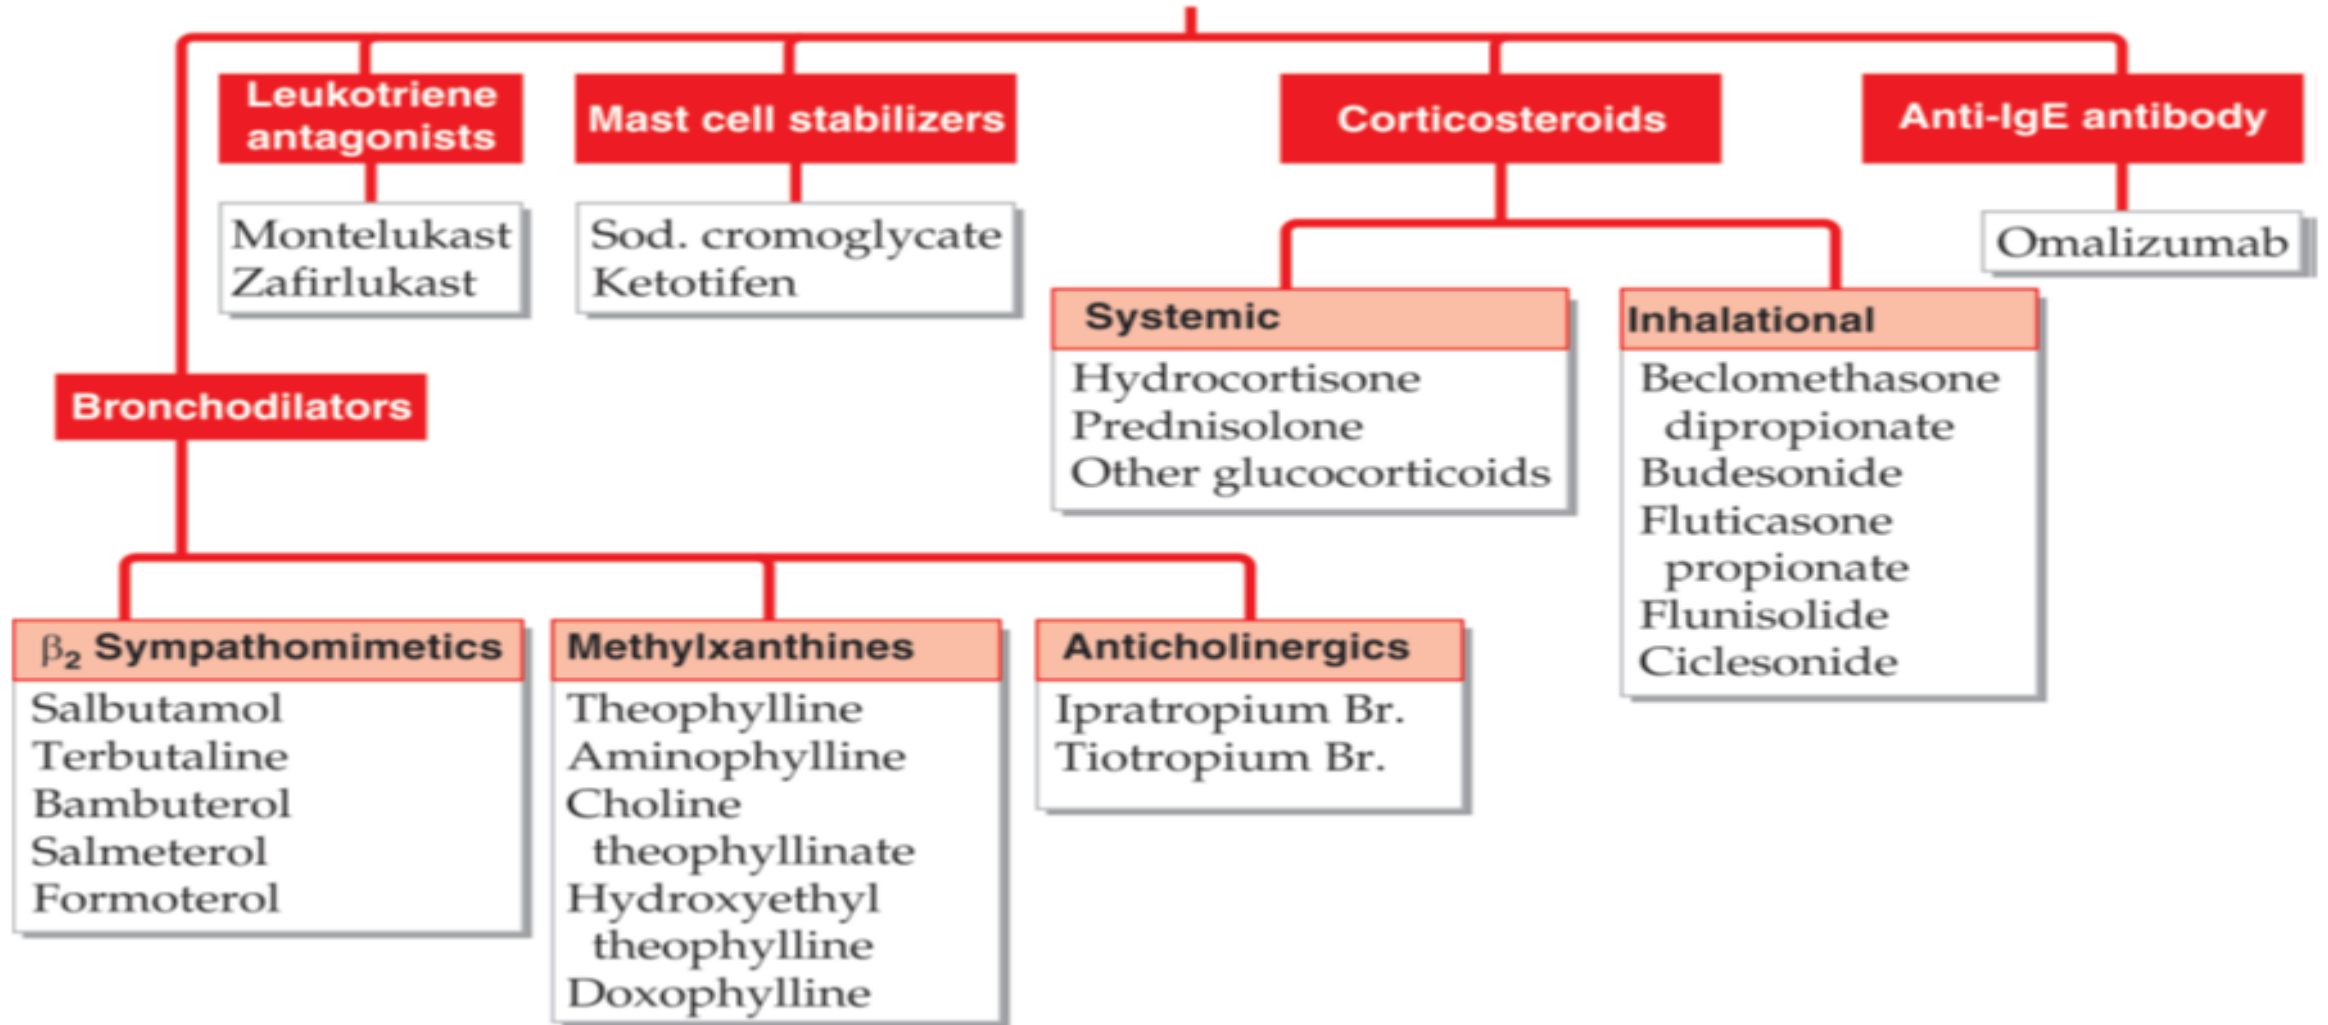 Leukotriene
antagonists
Montelukast
Zafirlukast
Mast cell stabilizers
Sod. cromoglycate
Ketotifen
Corticosteroids
Systemic
Hydrocortisone
Prednisolone
Other glucocorticoids
Inhalational
Beclomethasone
dipropionate
Budesonide
Fluticasone
propionate
Flunisolide
Ciclesonide
Anti-IgE antibody
Omalizumab
Bronchodilators
β₂ Sympathomimetics
Salbutamol
Terbutaline
Bambuterol
Salmeterol
Formoterol
Methylxanthines
Theophylline
Aminophylline
Choline
theophyllinate
Hydroxyethyl
theophylline
Doxophylline
Anticholinergics
Ipratropium Br.
Tiotropium Br.